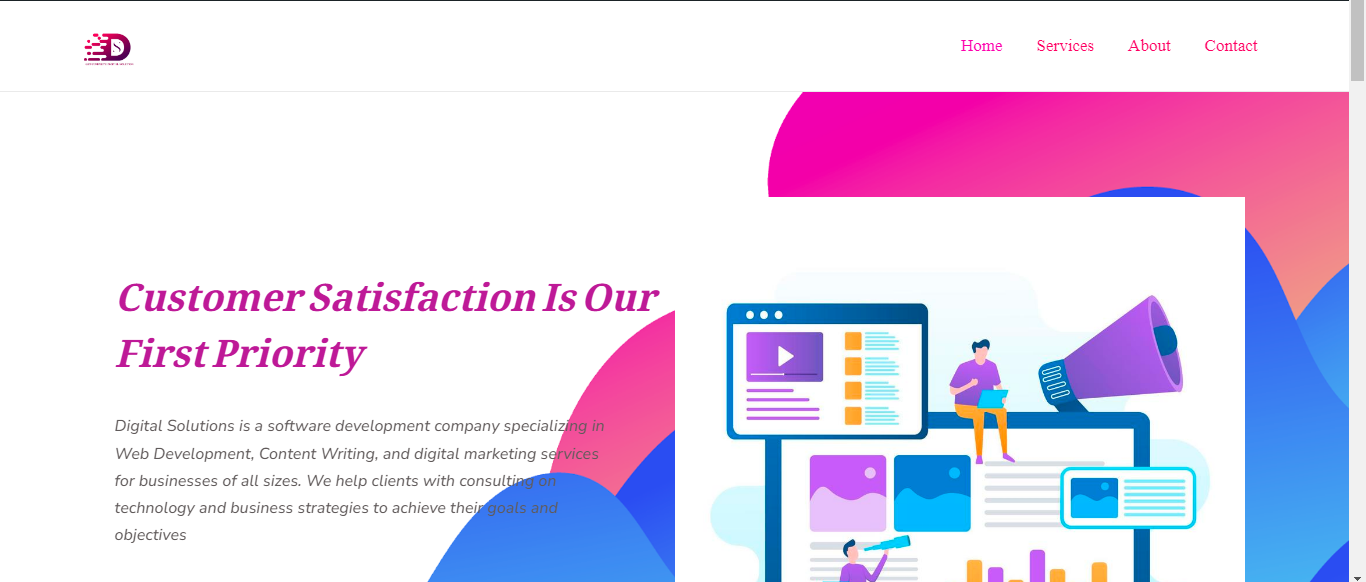 DS
Home Services About Contact
Customer Satisfaction Is Our
First Priority
Digital Solutions is a software development company specializing in
Web Development, Content Writing, and digital marketing services
for businesses of all sizes. We help clients with consulting on
technology and business strategies to achieve their goals and
objectives